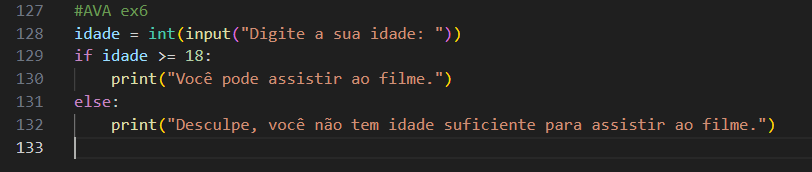 127 #AVA ex6
128 idade = int(input("Digite a sua idade: "))
129 if idade >= 18:
130     print("Você pode assistir ao filme.")
131 else:
132     print("Desculpe, você não tem idade suficiente para assistir ao filme.")
133